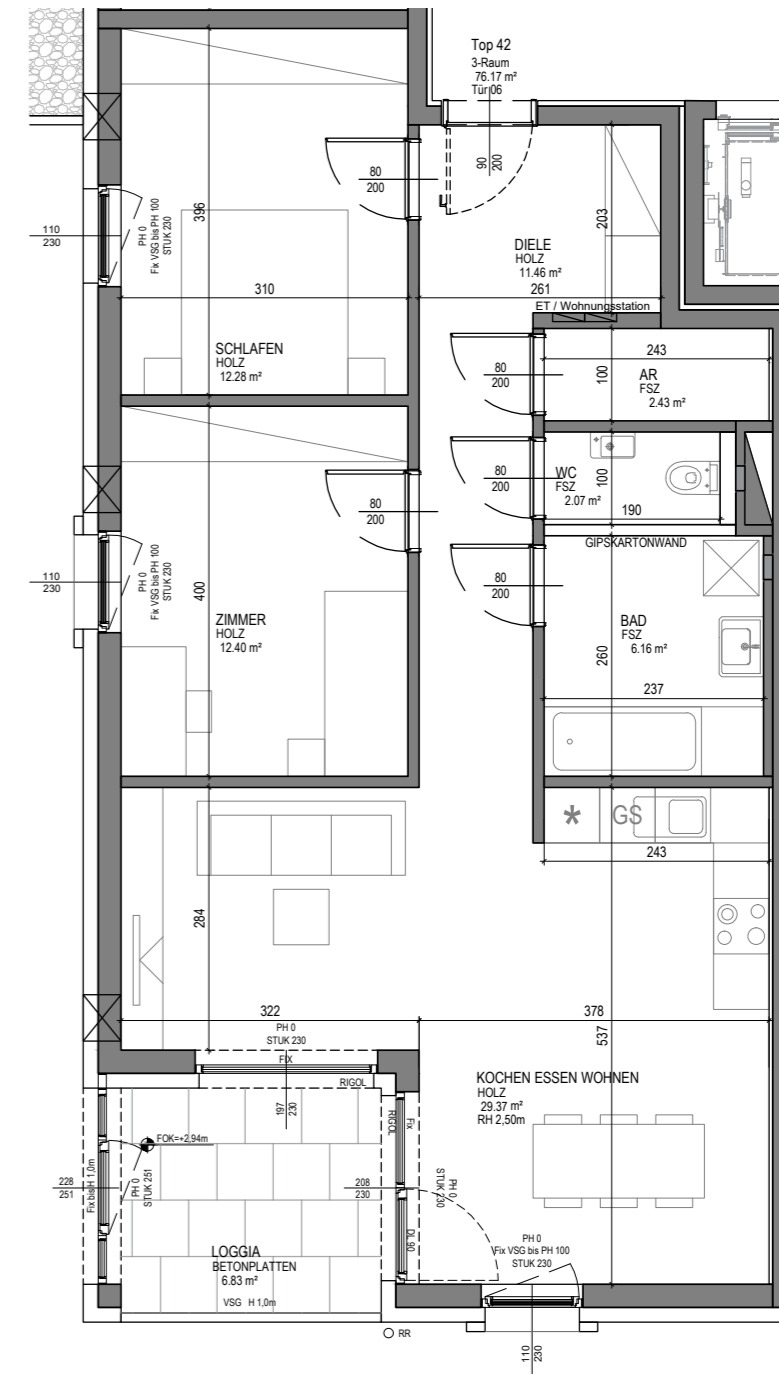 Top 42
3-Raum
76.17 m²
Tür 06
90
200
80
200
396
203
110
230
PH 0
Fix VSG bis PH 100
STUK 230
DIELE
HOLZ
11.46 m²
310
261
ET / Wohnungsstation
SCHLAFEN
HOLZ
12.28 m²
80
200
243
100
AR
FSZ
2.43 m²
80
200
WC
FSZ
2.07 m²
100
190
80
200
GIPSKARTONWAND
110
230
PH 0
Fix VSG bis PH 100
STUK 230
400
80
200
ZIMMER
HOLZ
12.40 m²
BAD
FSZ
6.16 m²
260
237
* GS
243
284
322
378
537
PH 0
STUK 230
FIX
RIGOL
197
230
KOCHEN ESSEN WOHNEN
HOLZ
29.37 m²
RH 2,50m
Fix
RIGOL
FOK=+2,94m
228
251
Fix bis H 1,0m
PH 0
STUK 251
208
230
PH 0
STUK 230
DL 90
PH 0
Fix VSG bis PH 100
STUK 230
LOGGIA
BETONPLATTEN
6.83 m²
VSG H 1,0m
RR
110
230